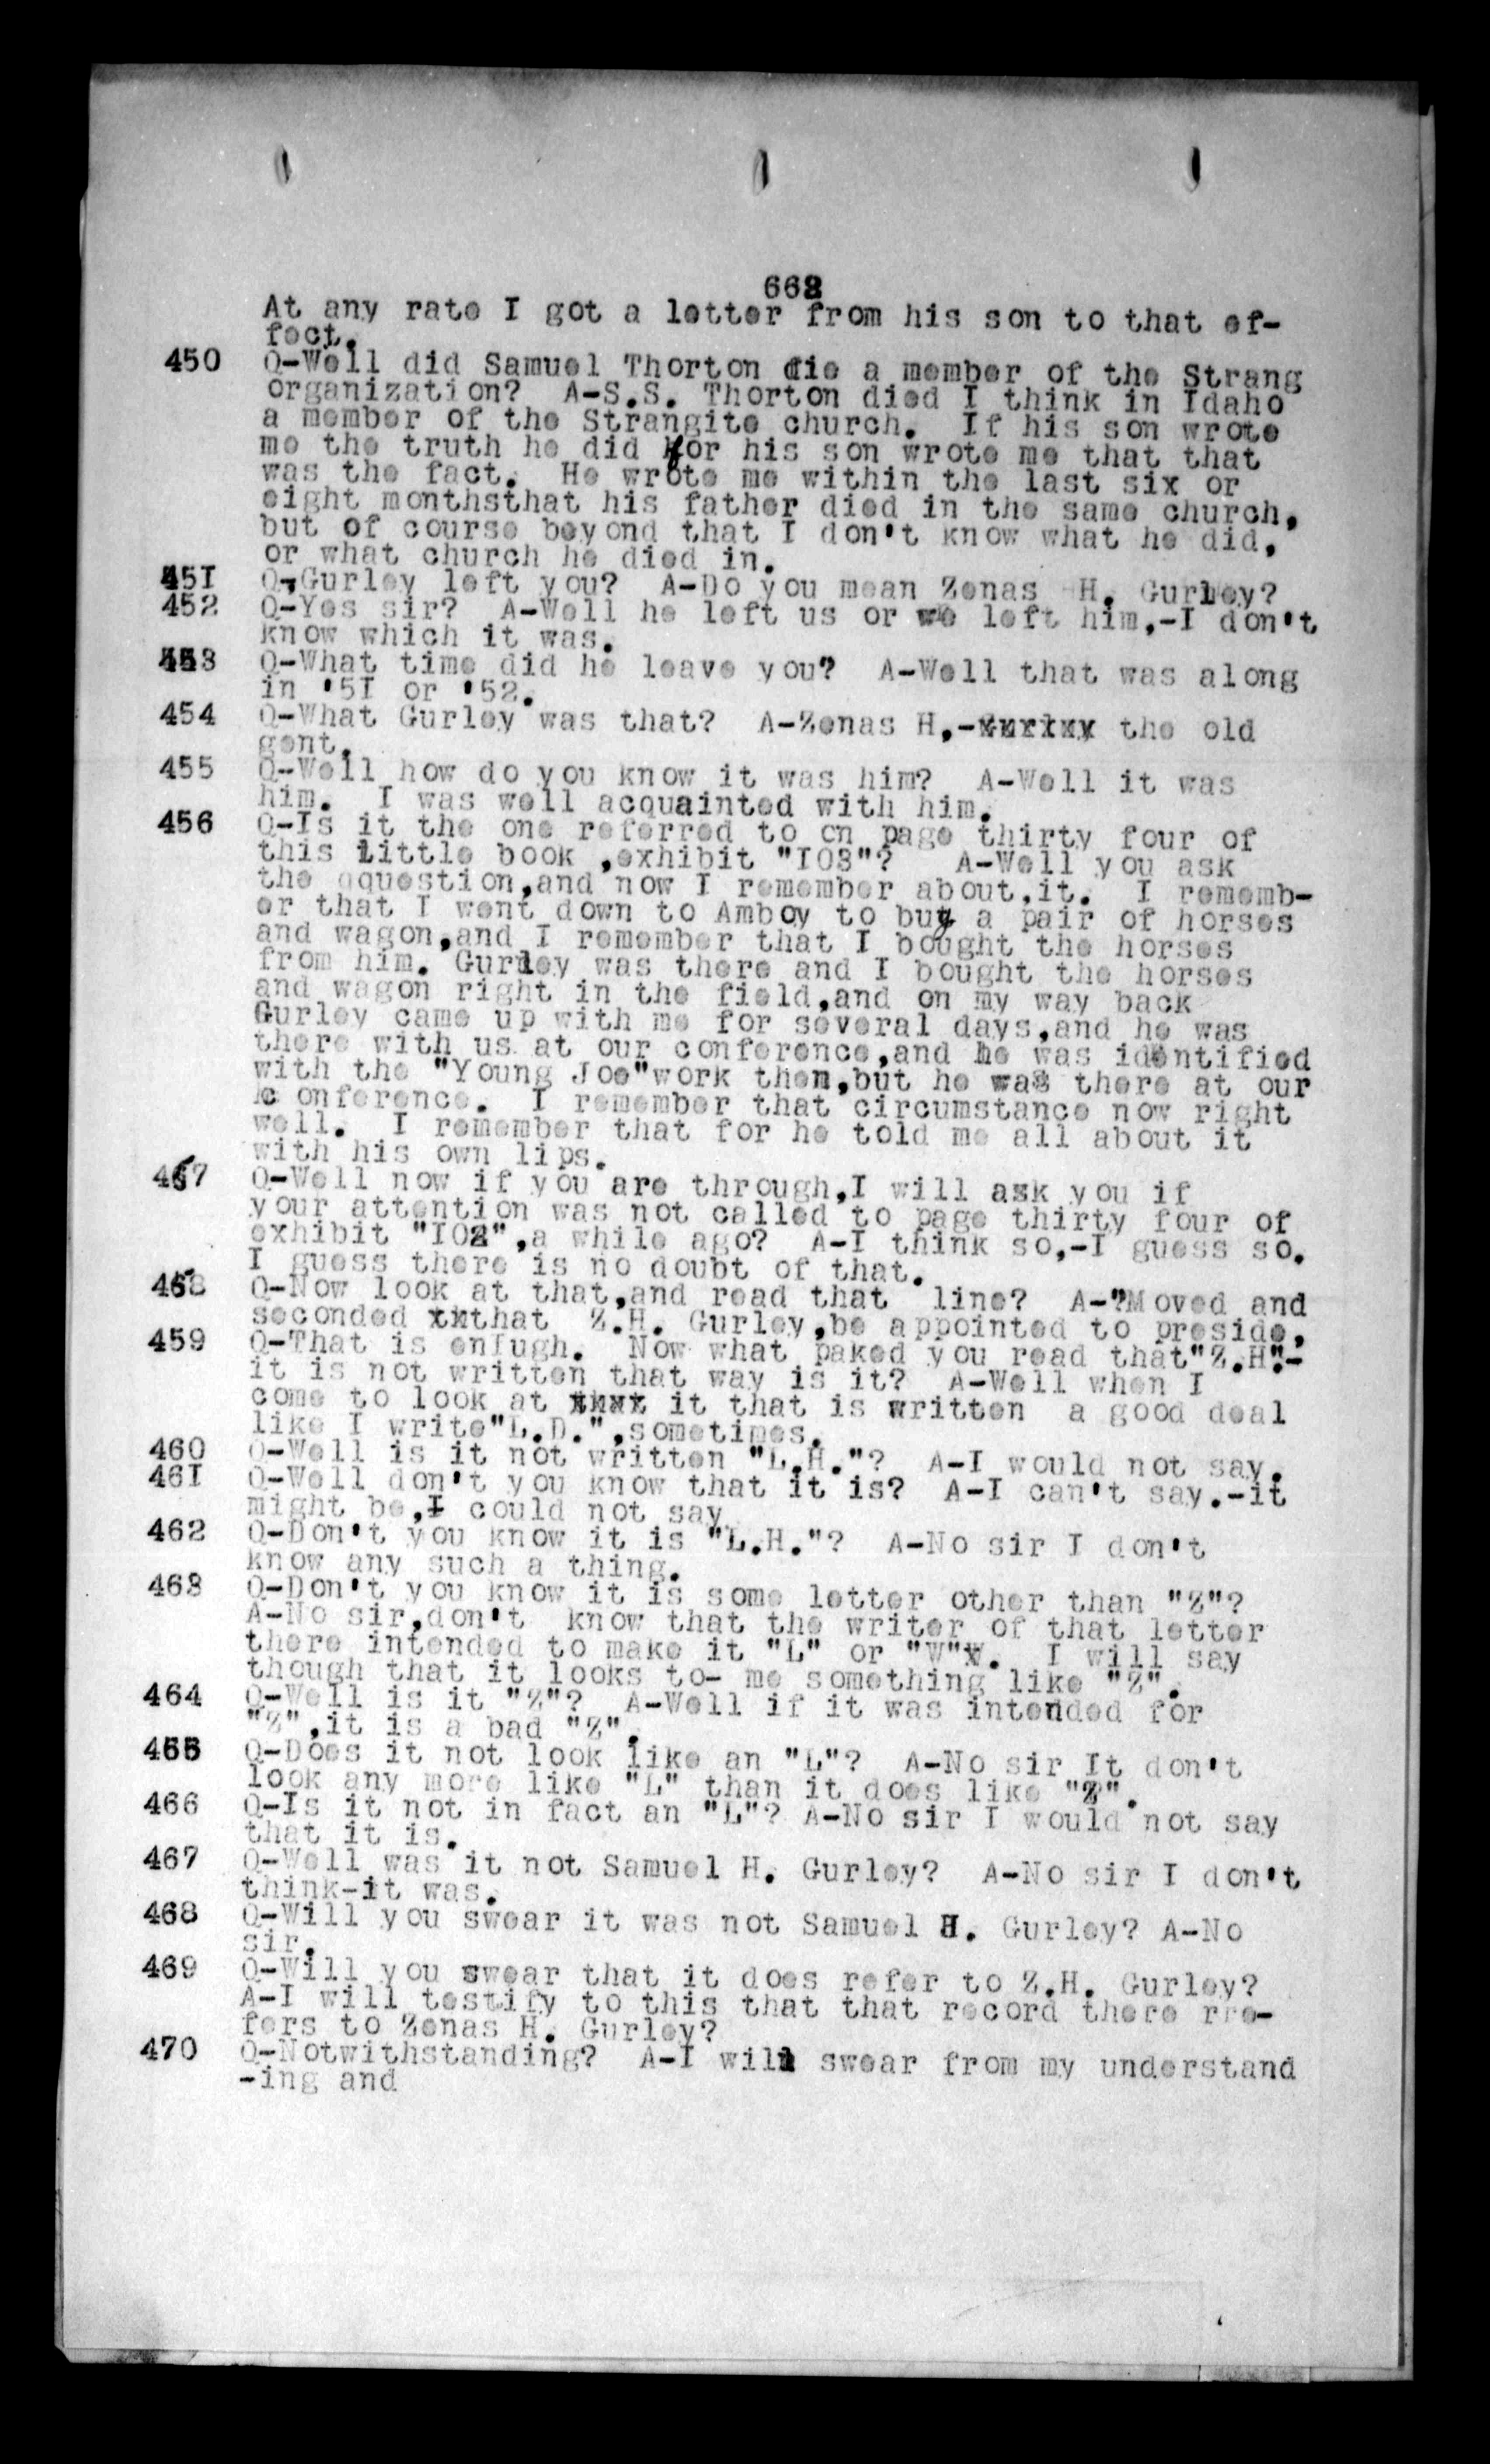 662
At any rate I got a letter from his son to that ef-
fect.
450 Q-Well did Samuel Thorton die a member of the Strang
organization? A-S.S. Thorton died I think in Idaho
a member of the Strangite church. If his son wrote
me the truth he did for his son wrote me that that
was the fact. He wrote me within the last six or
eight monthsthat his father died in the same church,
but of course beyond that I don't know what he did,
or what church he died in.
451 Q-Gurley left you? A-Do you mean Zenas H. Gurley?
452 Q-Yes sir? A-Well he left us or we left him,-I don't
know which it was.
453 Q-What time did he leave you? A-Well that was along
in '51 or '52.
454 Q-What Gurley was that? A-Zenas H,- the old
gent.
455 Q-Well how do you know it was him? A-Well it was
him. I was well acquainted with him.
456 Q-Is it the one referred to on page thirty four of
this little book ,exhibit "103"? A-Well you ask
the qquestion,and now I remember about,it. I rememb-
er that I went down to Amboy to buy a pair of horses
and wagon,and I remember that I bought the horses
from him. Gurley was there and I bought the horses
and wagon right in the field,and on my way back
Gurley came up with me for several days,and he was
there with us at our conference,and he was identified
with the "Young Joe"work then,but he was there at our
conference. I remember that circumstance now right
well. I remember that for he told me all about it
with his own lips.
457 Q-Well now if you are through,I will ask you if
your attention was not called to page thirty four of
exhibit "102",a while ago? A-I think so,-I guess so.
I guess there is no doubt of that.
458 Q-Now look at that,and read that line? A-"Moved and
seconded that Z.H. Gurley,be appointed to preside,
459 Q-That is enIugh. Now what paked you read that"Z.H".-
it is not written that way is it? A-Well when I
come to look at it that is written a good deal
like I write"L.D.",sometimes.
460 Q-Well is it not written "L.H."? A-I would not say.
461 Q-Well don't you know that it is? A-I can't say.-it
might be,I could not say
462 Q-Don't you know it is "L.H."? A-No sir I don't
know any such a thing.
463 Q-Don't you know it is some letter other than "Z"?
A-No sir,don't know that the writer of that letter
there intended to make it "L" or "W". I will say
though that it looks to- me something like "Z".
464 Q-Well is it "Z"? A-Well if it was intended for
"Z",it is a bad "Z".
465 Q-Does it not look like an "L"? A-No sir It don't
look any more like "L" than it does like "Z".
466 Q-Is it not in fact an "L"? A-No sir I would not say
that it is.
467 Q-Well was it not Samuel H. Gurley? A-No sir I don't
think-it was.
468 Q-Will you swear it was not Samuel H. Gurley? A-No
sir.
469 Q-Will you swear that it does refer to Z.H. Gurley?
A-I will testify to this that that record there rre-
fers to Zenas H. Gurley?
470 Q-Notwithstanding? A-I will swear from my understand
-ing and